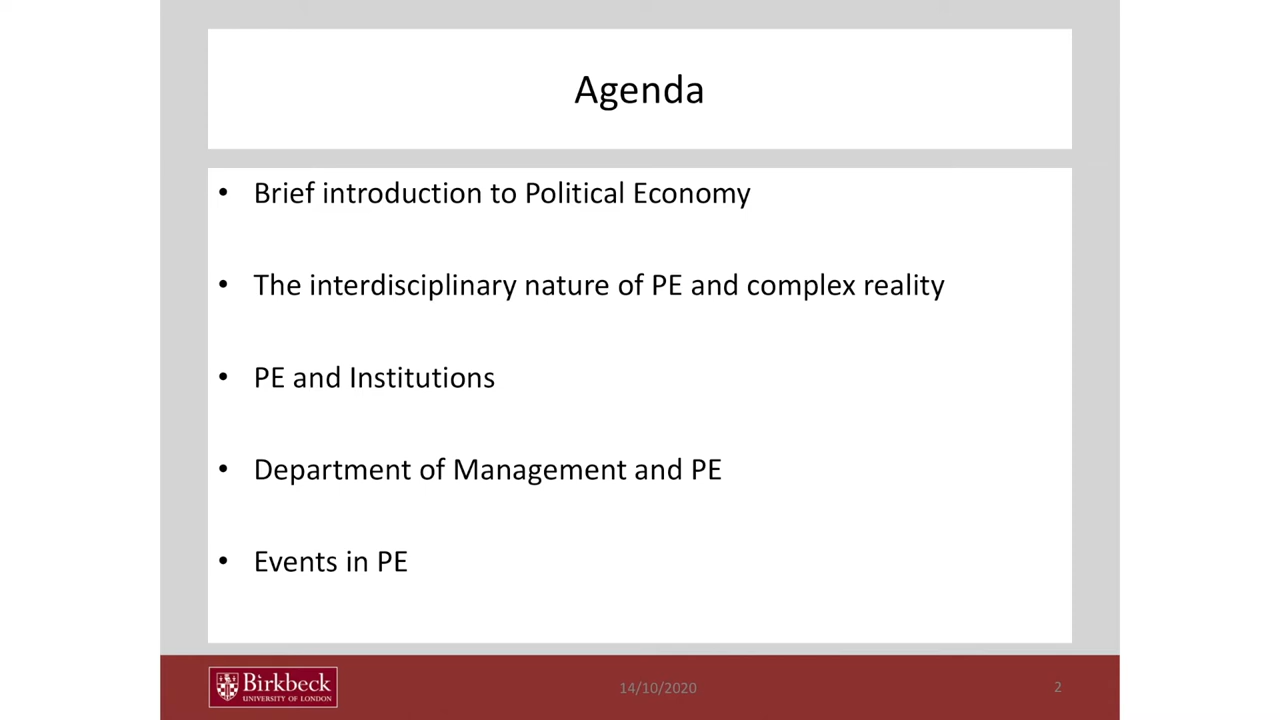 Agenda
• Brief introduction to Political Economy
• The interdisciplinary nature of PE and complex reality
• PE and Institutions
• Department of Management and PE
• Events in PE
Birkbeck
UNIVERSITY OF LONDON
14/10/2020
2